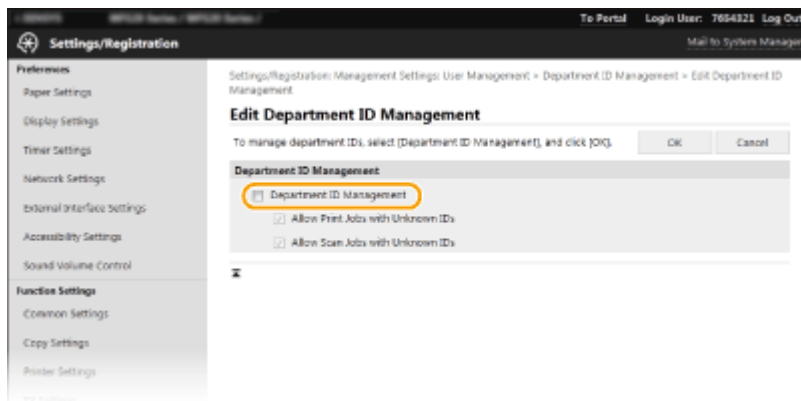 To Portal Login User: 7654321 Log Out
Settings/Registration
Mail to System Manager
Preferences
Paper Settings
Display Settings
Timer Settings
Network Settings
External Interface Settings
Accessibility Settings
Sound Volume Control
Function Settings
Common Settings
Copy Settings
Printer Settings
Settings/Registration: Management Settings: User Management > Department ID Management > Edit Department ID
Management
Edit Department ID Management
To manage department IDs, select [Department ID Management], and click [OK].
OK
Cancel
Department ID Management
Department ID Management
Allow Print Jobs with Unknown IDs
Allow Scan Jobs with Unknown IDs